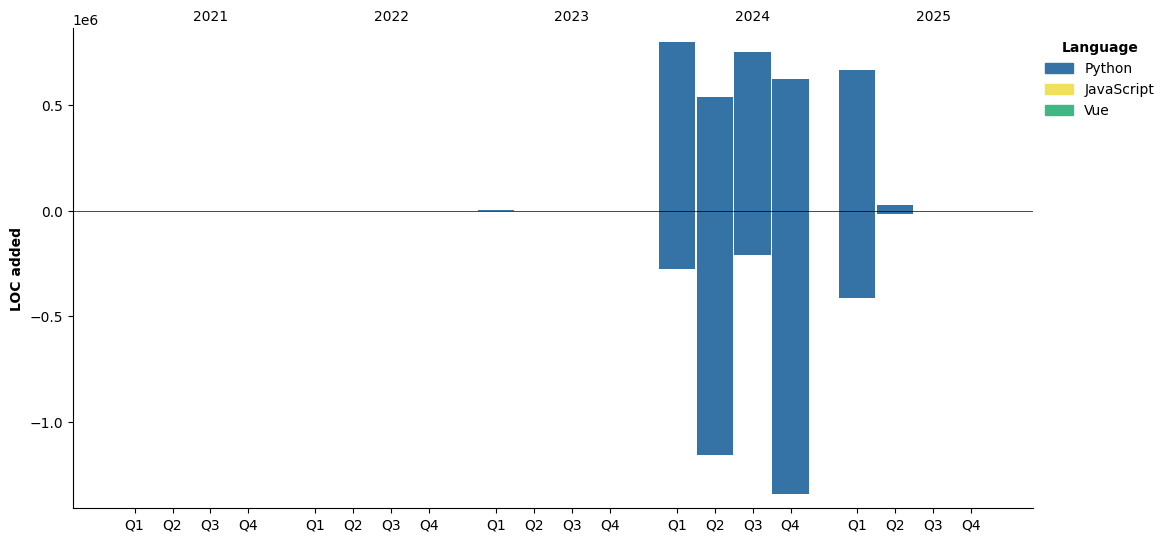 1e6
2021 2022 2023 2024 2025
Language
Python
JavaScript
Vue
LOC added
0.5
0.0
−0.5
−1.0
Q1 Q2 Q3 Q4 Q1 Q2 Q3 Q4 Q1 Q2 Q3 Q4 Q1 Q2 Q3 Q4 Q1 Q2 Q3 Q4